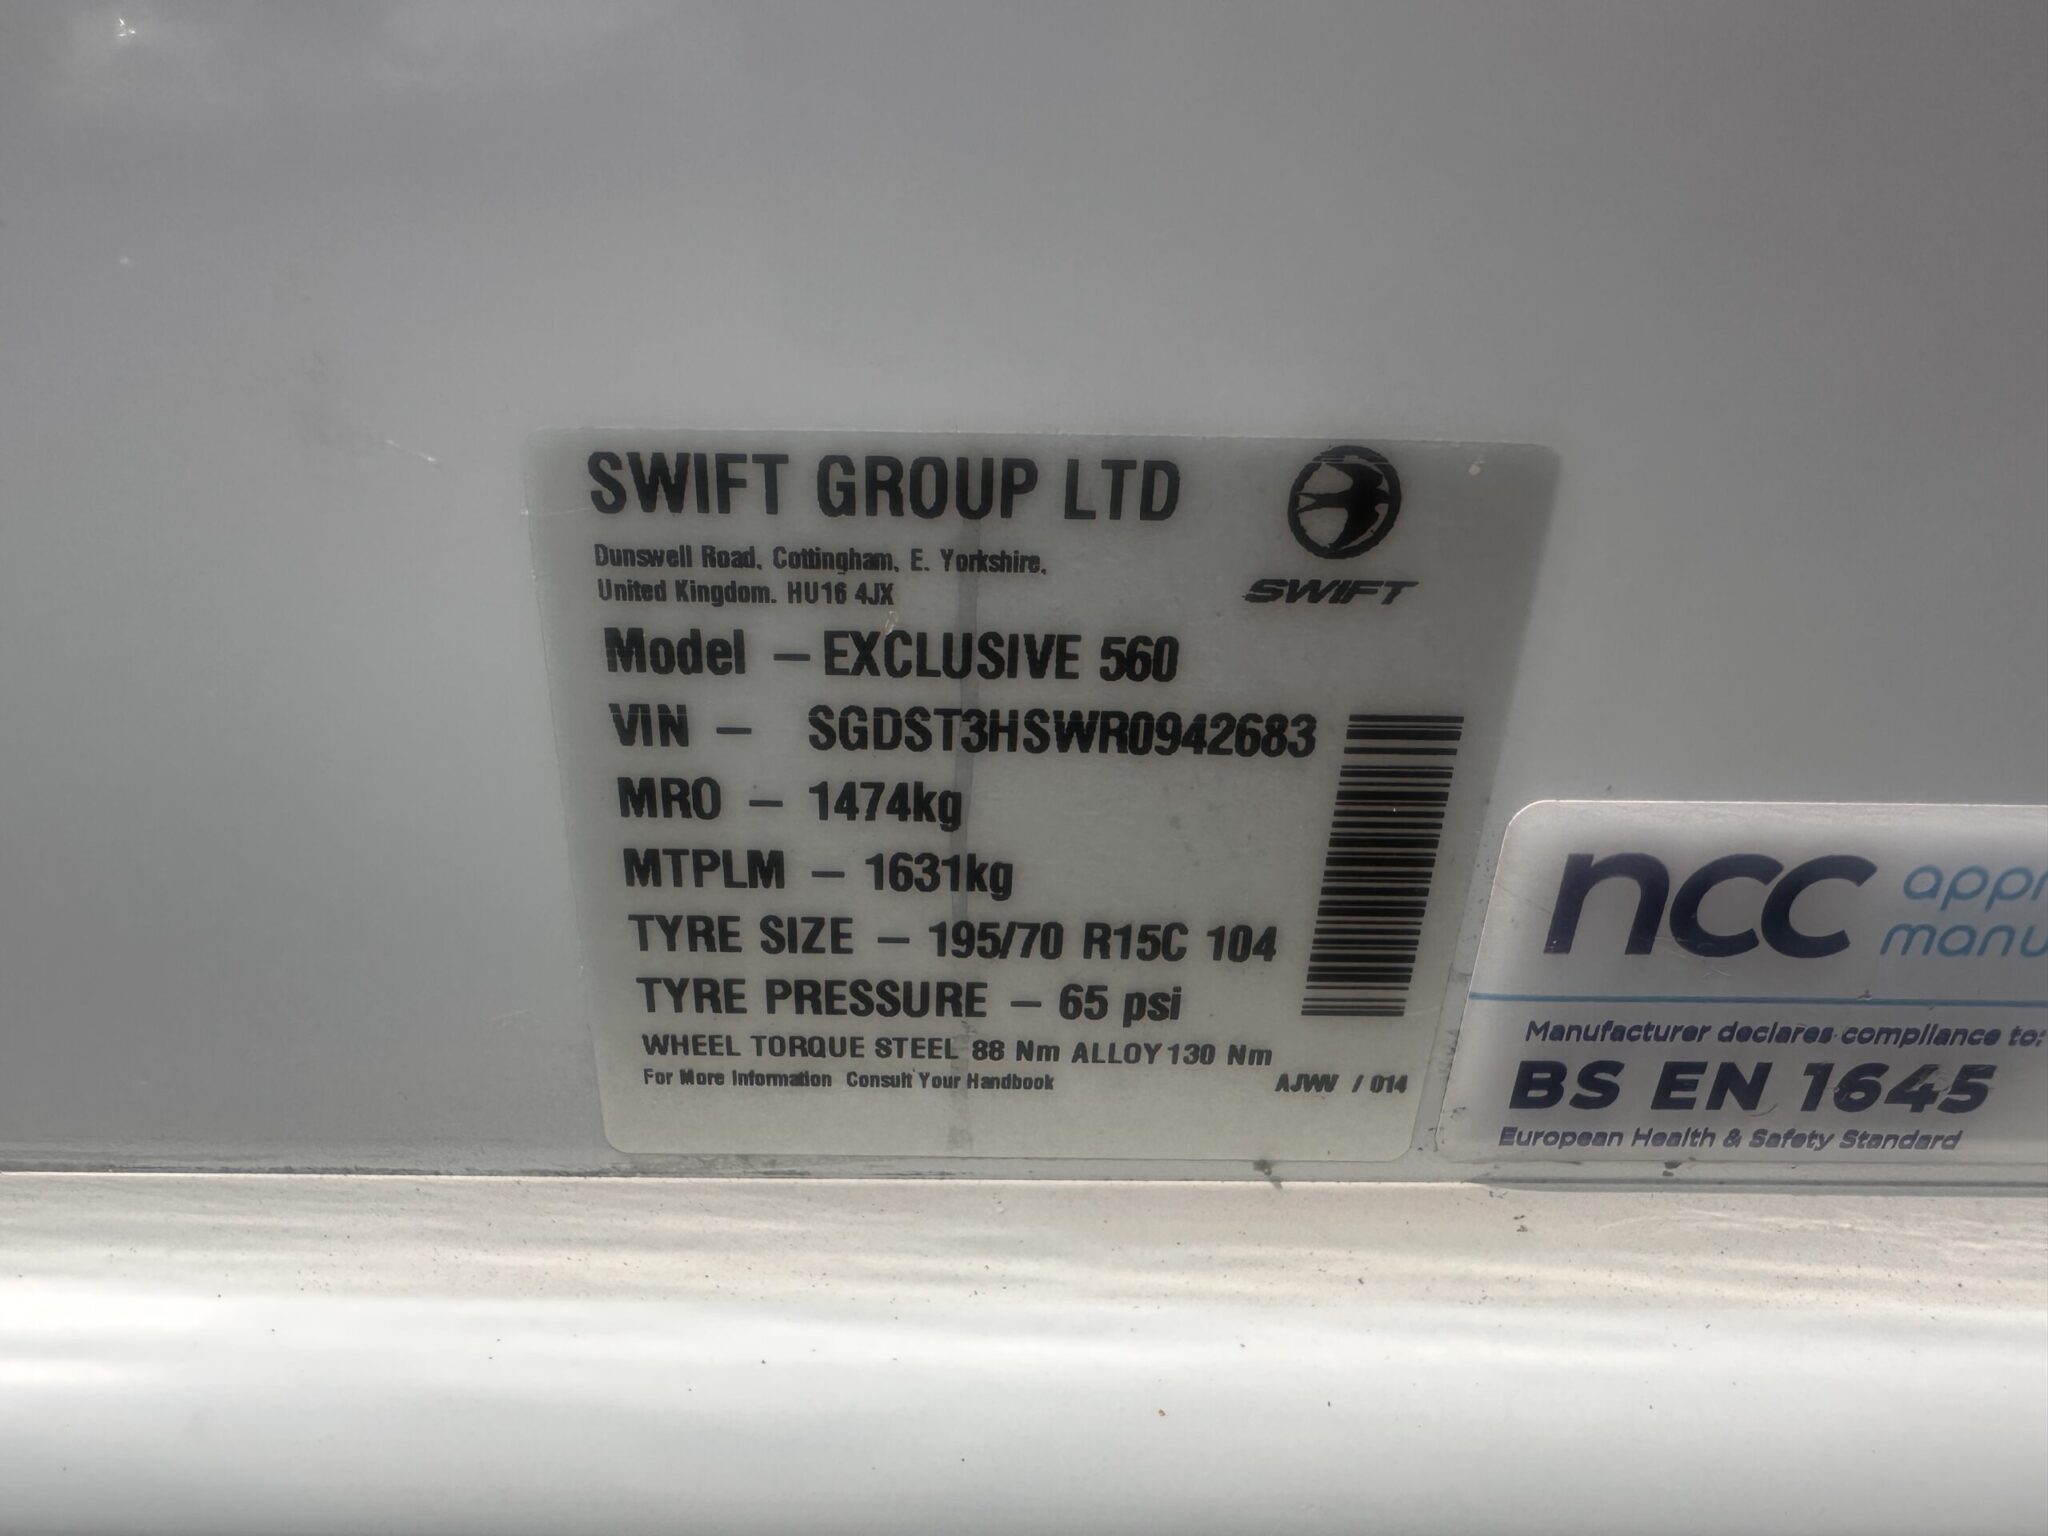 SWIFT GROUP LTD
Dunswell Road, Cottingham, E. Yorkshire,
United Kingdom. HU16 4JX
SWIFT
Model – EXCLUSIVE 560
VIN – SGDST3HSWR0942683
MRO – 1474kg
MTPLM – 1631kg
TYRE SIZE – 195/70 R15C 104
TYRE PRESSURE – 65 psi
WHEEL TORQUE STEEL 88 Nm ALLOY 130 Nm
For More Information Consult Your Handbook
AJWV / 014
ncc
Manufacturer declares compliance to:
BS EN 1645
European Health & Safety Standard